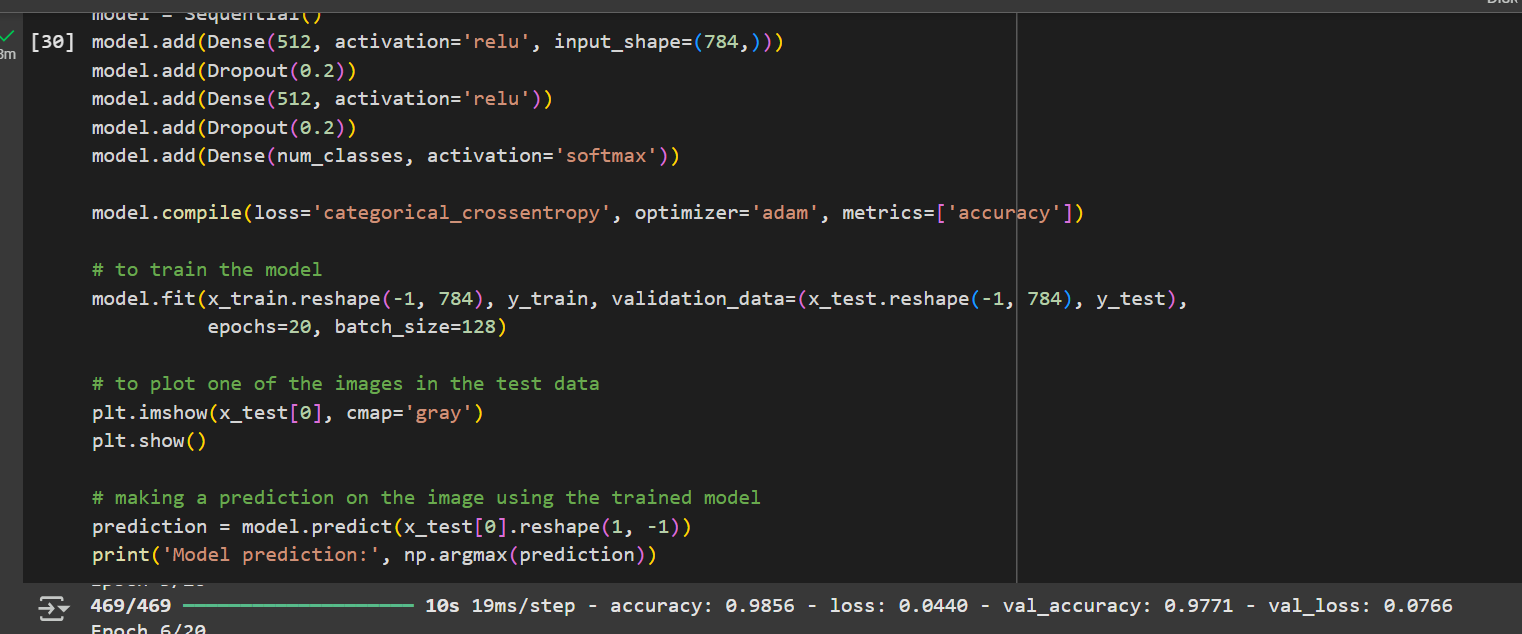 Disk
model = Sequential()
[30] model.add(Dense(512, activation='relu', input_shape=(784,)))
3m
model.add(Dropout(0.2))
model.add(Dense(512, activation='relu'))
model.add(Dropout(0.2))
model.add(Dense(num_classes, activation='softmax'))
model.compile(loss='categorical_crossentropy', optimizer='adam', metrics=['accuracy'])
# to train the model
model.fit(x_train.reshape(-1, 784), y_train, validation_data=(x_test.reshape(-1, 784), y_test),
epochs=20, batch_size=128)
# to plot one of the images in the test data
plt.imshow(x_test[0], cmap='gray')
plt.show()
# making a prediction on the image using the trained model
prediction = model.predict(x_test[0].reshape(1, -1))
print('Model prediction:', np.argmax(prediction))
469/469 ━━━━━━━━━━━━━━━━━━━━ 10s 19ms/step - accuracy: 0.9856 - loss: 0.0440 - val_accuracy: 0.9771 - val_loss: 0.0766
Epoch 6/20